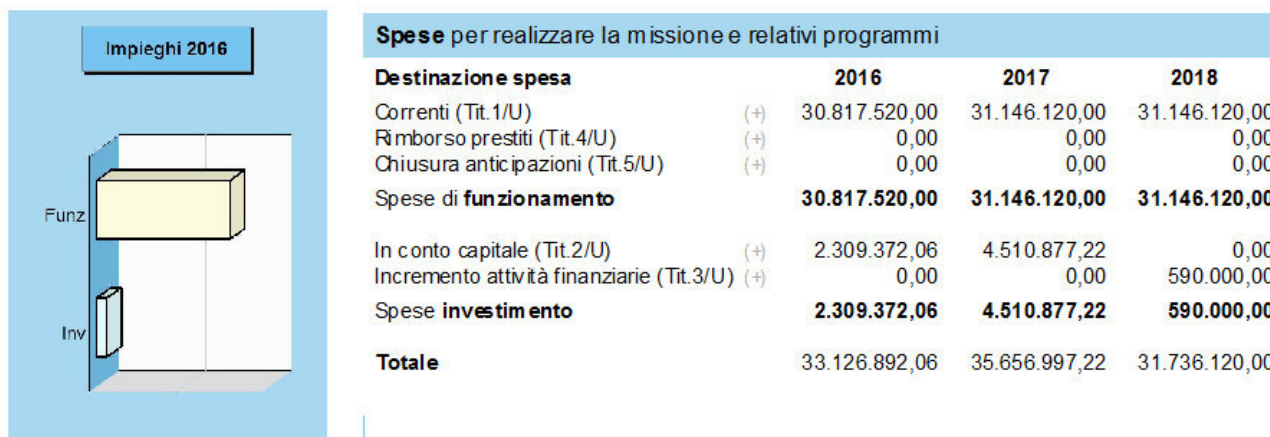 Impieghi 2016
Funz
Inv
Spese per realizzare la missione e relativi programmi
Destinazione spesa 2016 2017 2018
Correnti (Tit.1/U) (+) 30.817.520,00 31.146.120,00 31.146.120,00
Rimborso prestiti (Tit.4/U) (+) 0,00 0,00 0,00
Chiusura anticipazioni (Tit.5/U) (+) 0,00 0,00 0,00
Spese di funzionamento 30.817.520,00 31.146.120,00 31.146.120,00
In conto capitale (Tit.2/U) (+) 2.309.372,06 4.510.877,22 0,00
Incremento attività finanziarie (Tit.3/U) (+) 0,00 0,00 590.000,00
Spese investimento 2.309.372,06 4.510.877,22 590.000,00
Totale 33.126.892,06 35.656.997,22 31.736.120,00